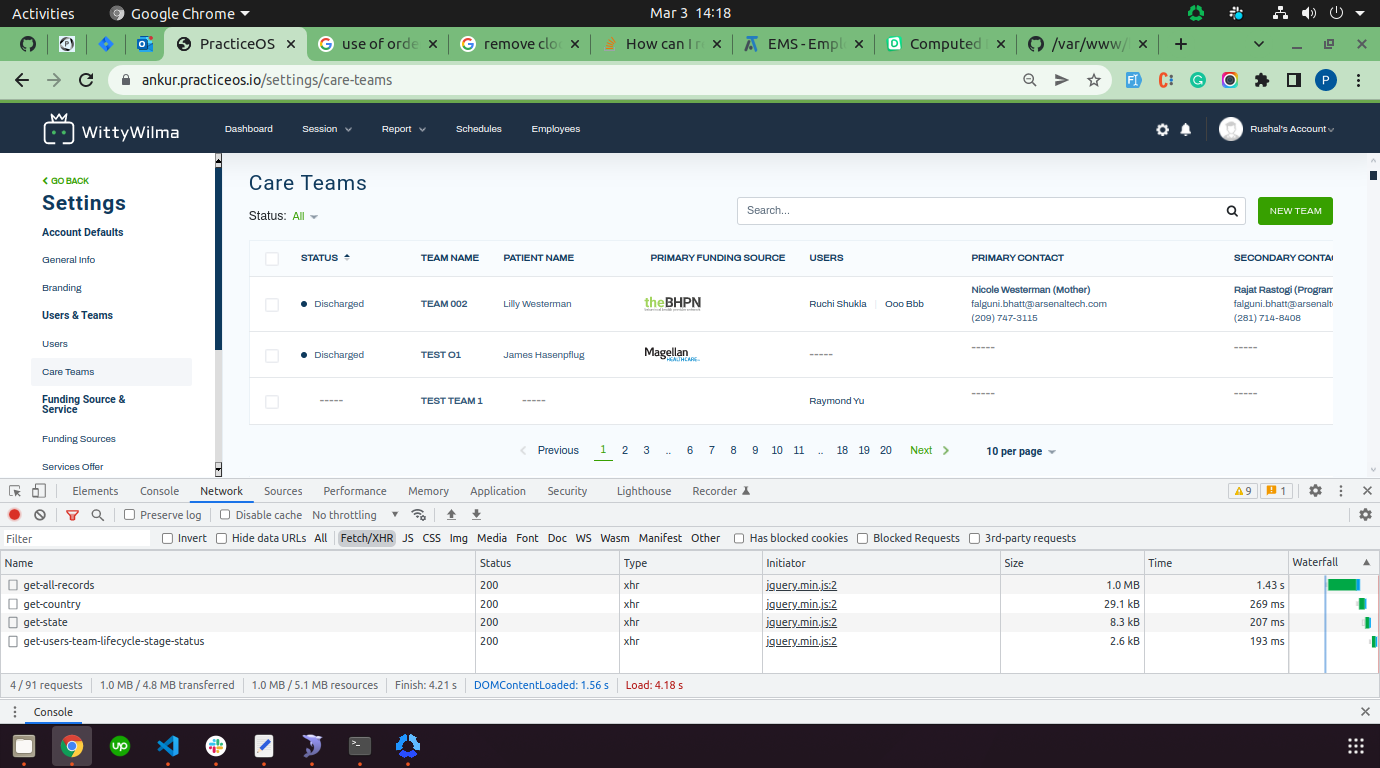 Activities Google Chrome Mar 3 14:18
PracticeOS use of orde remove cloc How can I r EMS - Empl Computed /var/www/
ankur.practiceos.io/settings/care-teams
WittyWilma Dashboard Session Report Schedules Employees Rushal's Account
GO BACK
Settings
Account Defaults
General Info
Branding
Users & Teams
Users
Care Teams
Funding Source &
Service
Funding Sources
Services Offer
Care Teams
Status: All Search... NEW TEAM
STATUS TEAM NAME PATIENT NAME PRIMARY FUNDING SOURCE USERS PRIMARY CONTACT SECONDARY CONTA
Discharged TEAM 002 Lilly Westerman theBHPN Ruchi Shukla Ooo Bbb Nicole Westerman (Mother) Rajat Rastogi (Program
falguni.bhatt@arsenaltech.com falguni.bhatt@arsenalte
(209) 747-3115 (281) 714-8408
Discharged TEST O1 James Hasenpflug Magellan HEALTHCARE ----- ----- -----
----- TEST TEAM 1 ----- Raymond Yu ----- -----
Previous 1 2 3 .. 6 7 8 9 10 11 .. 18 19 20 Next 10 per page
Elements Console Network Sources Performance Memory Application Security Lighthouse Recorder 9 1
Preserve log Disable cache No throttling
Filter Invert Hide data URLs All Fetch/XHR JS CSS Img Media Font Doc WS Wasm Manifest Other Has blocked cookies Blocked Requests 3rd-party requests
Name Status Type Initiator Size Time Waterfall
get-all-records 200 xhr jquery.min.js:2 1.0 MB 1.43 s
get-country 200 xhr jquery.min.js:2 29.1 kB 269 ms
get-state 200 xhr jquery.min.js:2 8.3 kB 207 ms
get-users-team-lifecycle-stage-status 200 xhr jquery.min.js:2 2.6 kB 193 ms
4 / 91 requests 1.0 MB / 4.8 MB transferred 1.0 MB / 5.1 MB resources Finish: 4.21 s DOMContentLoaded: 1.56 s Load: 4.18 s
Console